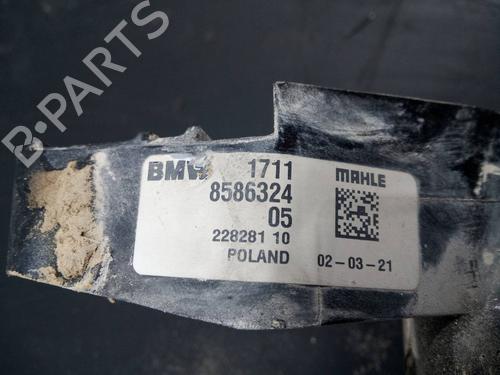 B-PARTS
BMW 1711 MAHLE
8586324
05
228281 10
POLAND 02-03-21